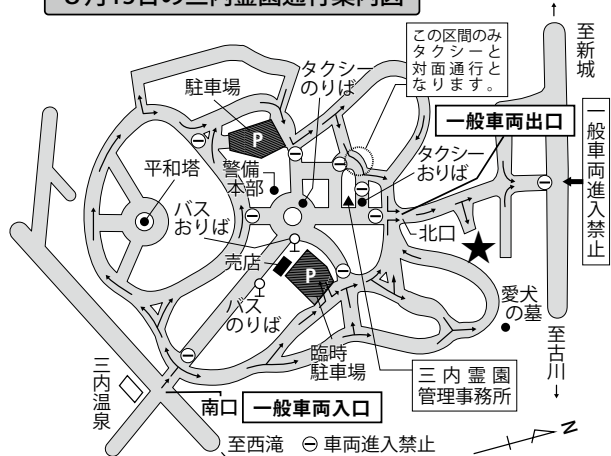 8月13日の三内霊園通行案内図
至新城
この区間のみ
タクシーと
対面通行と
なります。
タクシー
のりば
駐車場
P
一般車両出口
一般車両進入禁止
警備
本部
タクシー
おりば
平和塔
バス
おりば
北口
売店
P
愛犬
の墓
バス
のりば
臨時
駐車場
至古川
三内霊園
管理事務所
三内温泉
南口
一般車両入口
至西滝
車両進入禁止
N